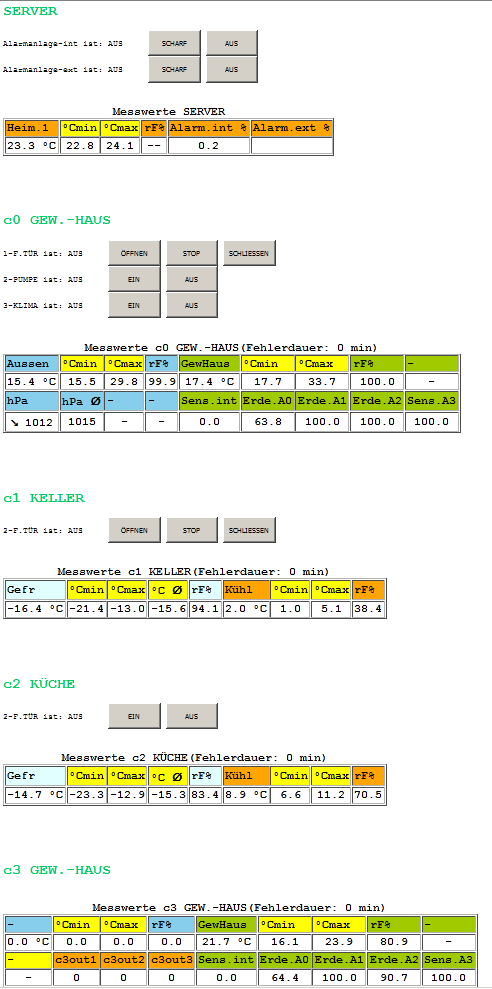 SERVER
Alarmanlage-int ist: AUS SCHARF AUS
Alarmanlage-ext ist: AUS SCHARF AUS
Messwerte SERVER
Heim.1 °Cmin °Cmax rF% Alarm.int % Alarm.ext %
23.3 °C 22.8 24.1 -- 0.2
c0 GEW.-HAUS
1-F.TÜR ist: AUS ÖFFNEN STOP SCHLIESSEN
2-PUMPE ist: AUS EIN AUS
3-KLIMA ist: AUS EIN AUS
Messwerte c0 GEW.-HAUS(Fehlerdauer: 0 min)
Aussen °Cmin °Cmax rF% GewHaus °Cmin °Cmax rF% -
15.4 °C 15.5 29.8 99.9 17.4 °C 17.7 33.7 100.0 -
hPa hPa Ø - - Sens.int Erde.A0 Erde.A1 Erde.A2 Sens.A3
↘ 1012 1015 - - 0.0 63.8 100.0 100.0 100.0
c1 KELLER
2-F.TÜR ist: AUS ÖFFNEN STOP SCHLIESSEN
Messwerte c1 KELLER(Fehlerdauer: 0 min)
Gefr °Cmin °Cmax °C Ø rF% Kühl °Cmin °Cmax rF%
-16.4 °C -21.4 -13.0 -15.6 94.1 2.0 °C 1.0 5.1 38.4
c2 KÜCHE
2-F.TÜR ist: AUS EIN AUS
Messwerte c2 KÜCHE(Fehlerdauer: 0 min)
Gefr °Cmin °Cmax °C Ø rF% Kühl °Cmin °Cmax rF%
-14.7 °C -23.3 -12.9 -15.3 83.4 8.9 °C 6.6 11.2 70.5
c3 GEW.-HAUS
Messwerte c3 GEW.-HAUS(Fehlerdauer: 0 min)
- °Cmin °Cmax rF% GewHaus °Cmin °Cmax rF% -
0.0 °C 0.0 0.0 0.0 21.7 °C 16.1 23.9 80.9 -
- c3out1 c3out2 c3out3 Sens.int Erde.A0 Erde.A1 Erde.A2 Sens.A3
- 0 0 0 0.0 64.4 100.0 90.7 100.0